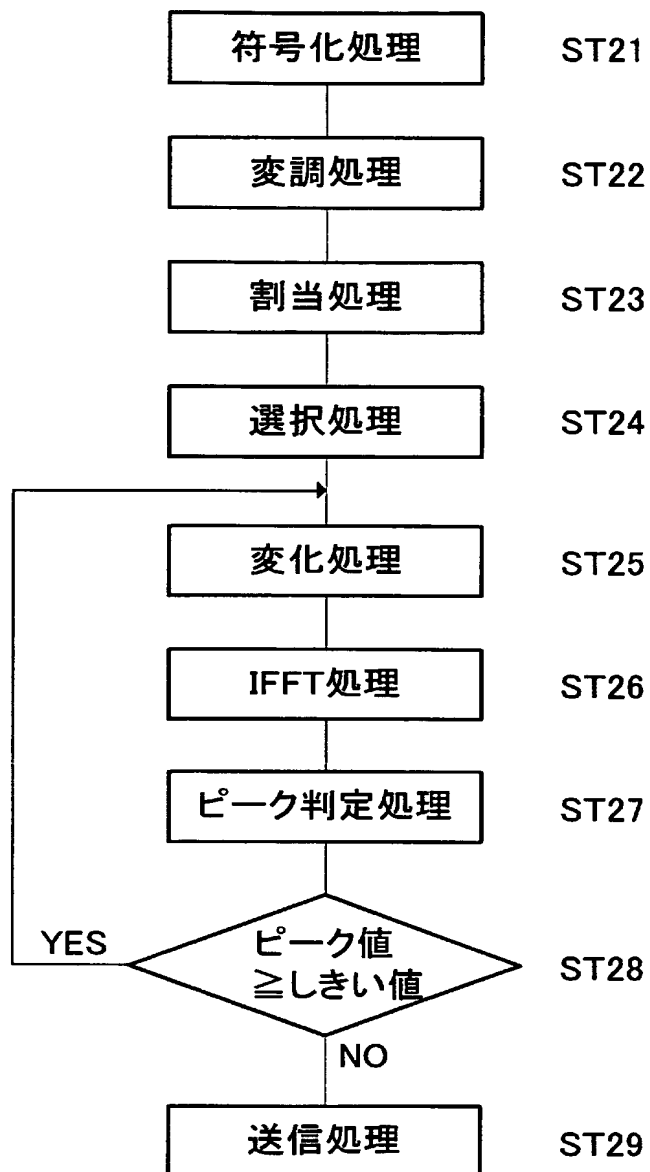 符号化処理 ST21
変調処理 ST22
割当処理 ST23
選択処理 ST24
変化処理 ST25
IFFT処理 ST26
ピーク判定処理 ST27
YES
ピーク値
≧しきい値
ST28
NO
送信処理 ST29